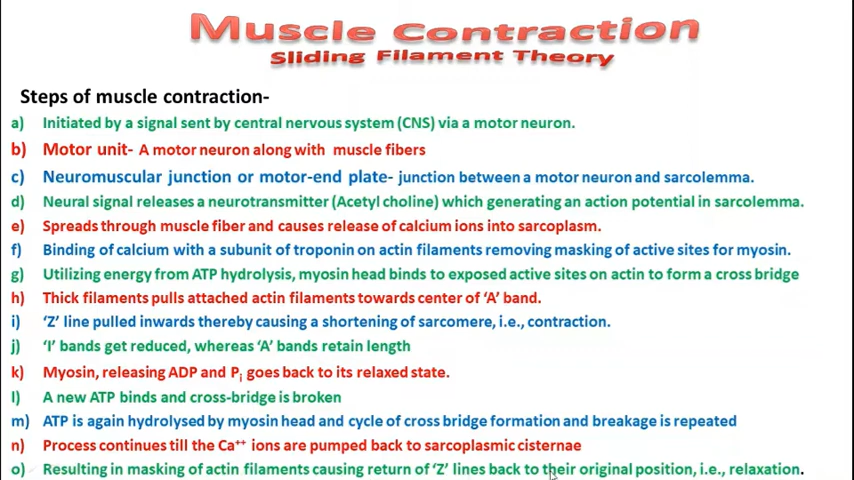 Muscle Contraction
Sliding Filament Theory
Steps of muscle contraction-
a) Initiated by a signal sent by central nervous system (CNS) via a motor neuron.
b) Motor unit- A motor neuron along with muscle fibers
c) Neuromuscular junction or motor-end plate- junction between a motor neuron and sarcolemma.
d) Neural signal releases a neurotransmitter (Acetyl choline) which generating an action potential in sarcolemma.
e) Spreads through muscle fiber and causes release of calcium ions into sarcoplasm.
f) Binding of calcium with a subunit of troponin on actin filaments removing masking of active sites for myosin.
g) Utilizing energy from ATP hydrolysis, myosin head binds to exposed active sites on actin to form a cross bridge
h) Thick filaments pulls attached actin filaments towards center of ‘A’ band.
i) ‘Z’ line pulled inwards thereby causing a shortening of sarcomere, i.e., contraction.
j) ‘I’ bands get reduced, whereas ‘A’ bands retain length
k) Myosin, releasing ADP and Pi goes back to its relaxed state.
l) A new ATP binds and cross-bridge is broken
m) ATP is again hydrolysed by myosin head and cycle of cross bridge formation and breakage is repeated
n) Process continues till the Ca⁺⁺ ions are pumped back to sarcoplasmic cisternae
o) Resulting in masking of actin filaments causing return of ‘Z’ lines back to their original position, i.e., relaxation.